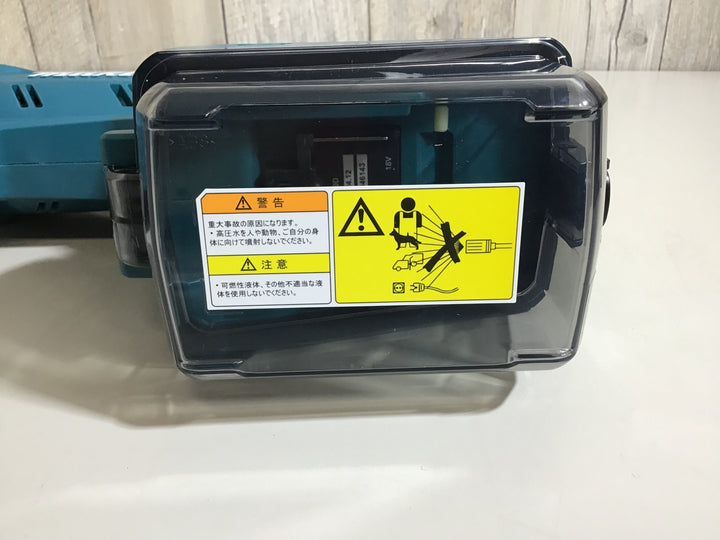 警告
重大事故の原因になります。
・高圧水を人や動物、ご自分の身
体に向けて噴射しないでください。
注意
・可燃性液体、その他不適当な液
体を使用しないでください。
18V